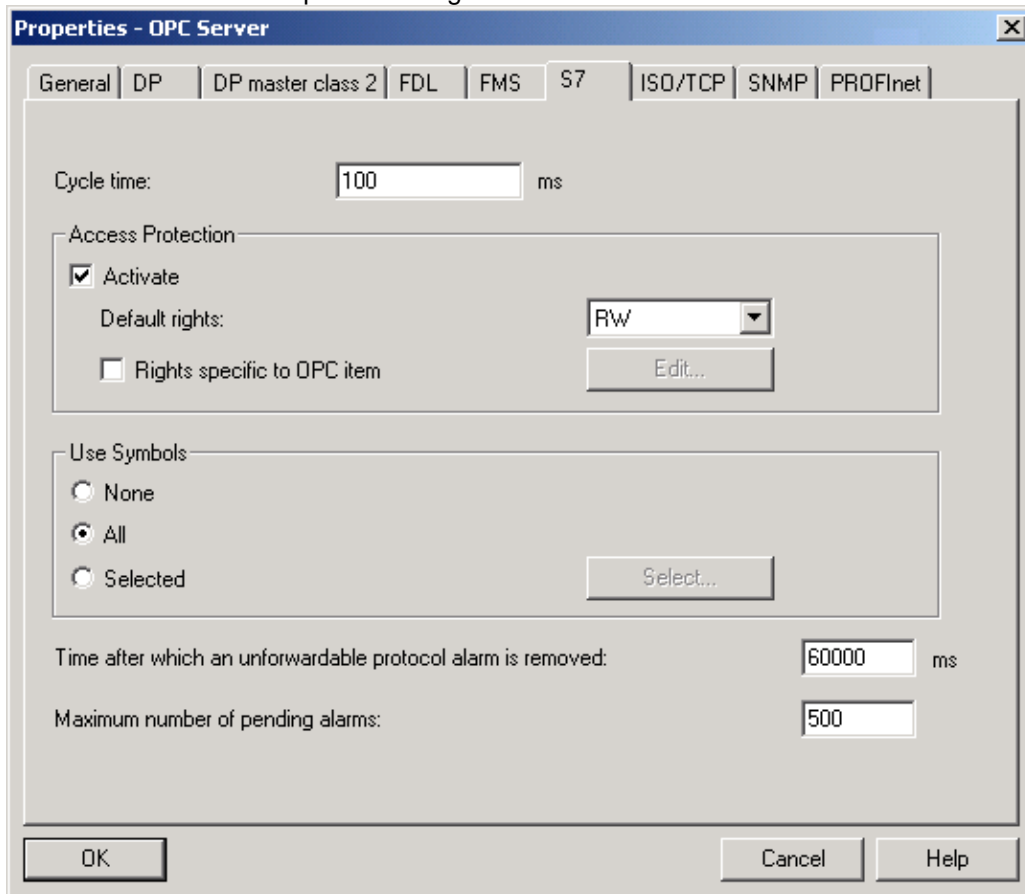 Properties - OPC Server
General DP DP master class 2 FDL FMS S7 ISO/TCP SNMP PROFInet
Cycle time: 100 ms
Access Protection
Activate
Default rights: RW
Rights specific to OPC item Edit...
Use Symbols
None
All
Selected Select...
Time after which an unforwardable protocol alarm is removed: 60000 ms
Maximum number of pending alarms: 500
OK Cancel Help